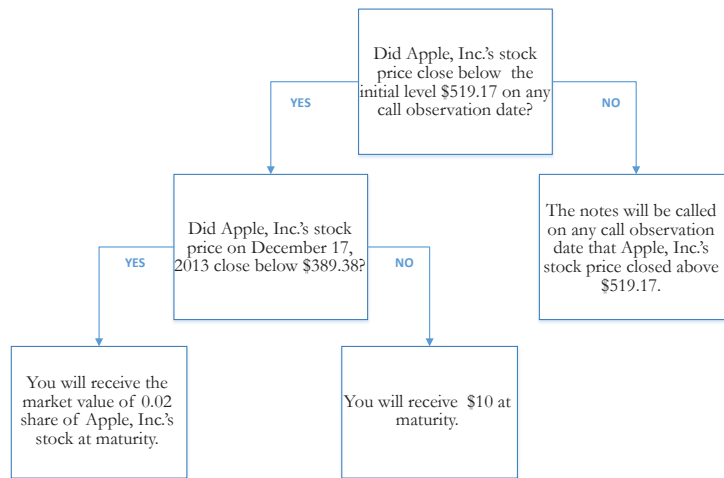 Did Apple, Inc.'s stock
price close below the
initial level $519.17 on any
call observation date?
YES
NO
Did Apple, Inc.'s stock
price on December 17,
2013 close below $389.38?
The notes will be called
on any call observation
date that Apple, Inc.'s
stock price closed above
$519.17.
YES
NO
You will receive the
market value of 0.02
share of Apple, Inc.'s
stock at maturity.
You will receive $10 at
maturity.